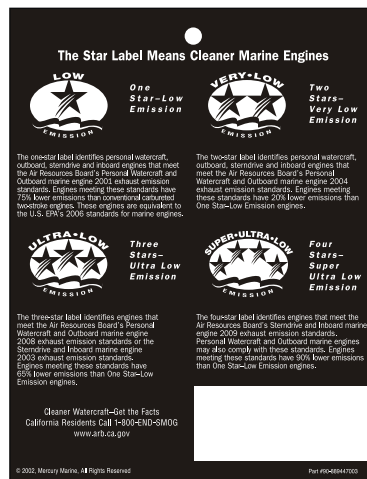 The Star Label Means Cleaner Marine Engines
LOW
EMISSION
One
Star–Low
Emission
The one-star label identifies personal watercraft,
outboard, sterndrive and inboard engines that meet
the Air Resources Board's Personal Watercraft and
Outboard marine engine 2001 exhaust emission
standards. Engines meeting these standards have
75% lower emissions than conventional carbureted
two-stroke engines. These engines are equivalent to
the U.S. EPA's 2006 standards for marine engines.
VERY•LOW
EMISSION
Two
Stars–
Very Low
Emission
The two-star label identifies personal watercraft,
outboard, sterndrive and inboard engines that
meet the Air Resources Board's Personal
Watercraft and Outboard marine engine 2004
exhaust emission standards. Engines meeting
these standards have 20% lower emissions than
One Star–Low Emission engines.
ULTRA•LOW
EMISSION
Three
Stars–
Ultra Low
Emission
The three-star label identifies engines that
meet the Air Resources Board's Personal
Watercraft and Outboard marine engine
2008 exhaust emission standards or the
Sterndrive and Inboard marine engine
2003 exhaust emission standards.
Engines meeting these standards have
65% lower emissions than One Star–Low
Emission engines.
SUPER•ULTRA•LOW
EMISSION
Four
Stars–
Super
Ultra Low
Emission
The four-star label identifies engines that meet the
Air Resources Board's Sterndrive and Inboard marine
engine 2009 exhaust emission standards.
Personal Watercraft and Outboard marine engines
may also comply with these standards. Engines
meeting these standards have 90% lower emissions
than One Star–Low Emission engines.
Cleaner Watercraft–Get the Facts
California Residents Call 1-800-END-SMOG
www.arb.ca.gov
© 2002, Mercury Marine, All Rights Reserved
Part #90-889447003